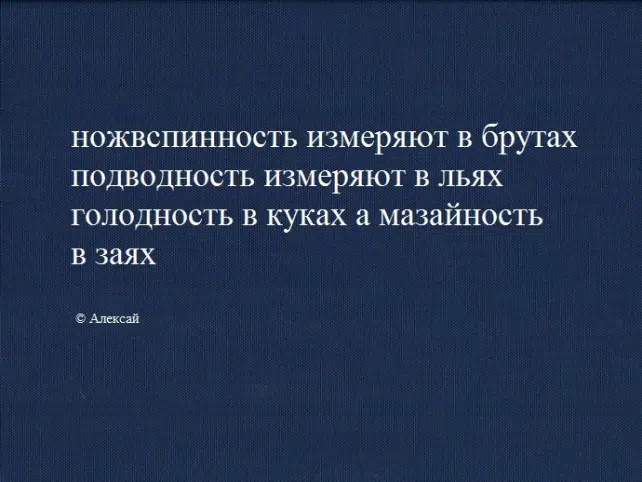 ножвспинность измеряют в брутах
подводность измеряют в льях
голодность в куках а мазайность
в заях
© Алексай